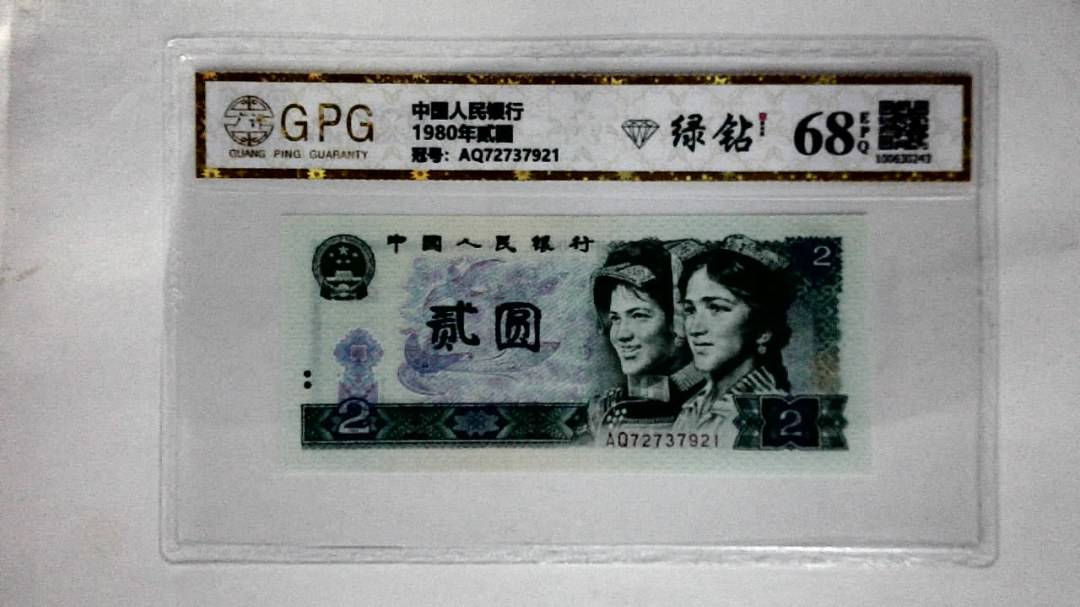 GPG
GUANG PING GUARANTY
中国人民银行
1980年贰圆
冠号：AQ72737921
绿钻
68
EPQ
100630243
中国人民银行
2
贰圆
2
2
AQ72737921